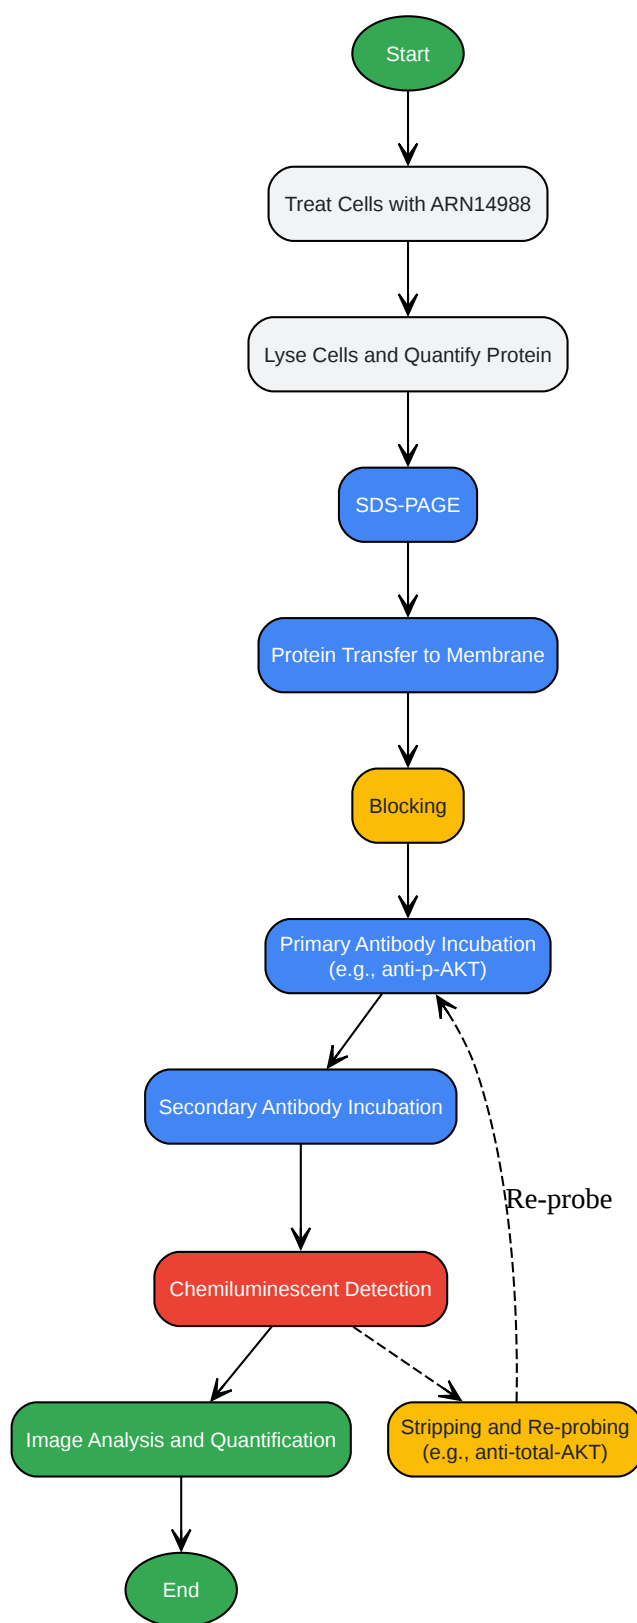 Start
Treat Cells with ARN14988
Lyse Cells and Quantify Protein
SDS-PAGE
Protein Transfer to Membrane
Blocking
Primary Antibody Incubation
(e.g., anti-p-AKT)
Secondary Antibody Incubation
Re-probe
Chemiluminescent Detection
Image Analysis and Quantification
Stripping and Re-probing
(e.g., anti-total-AKT)
End